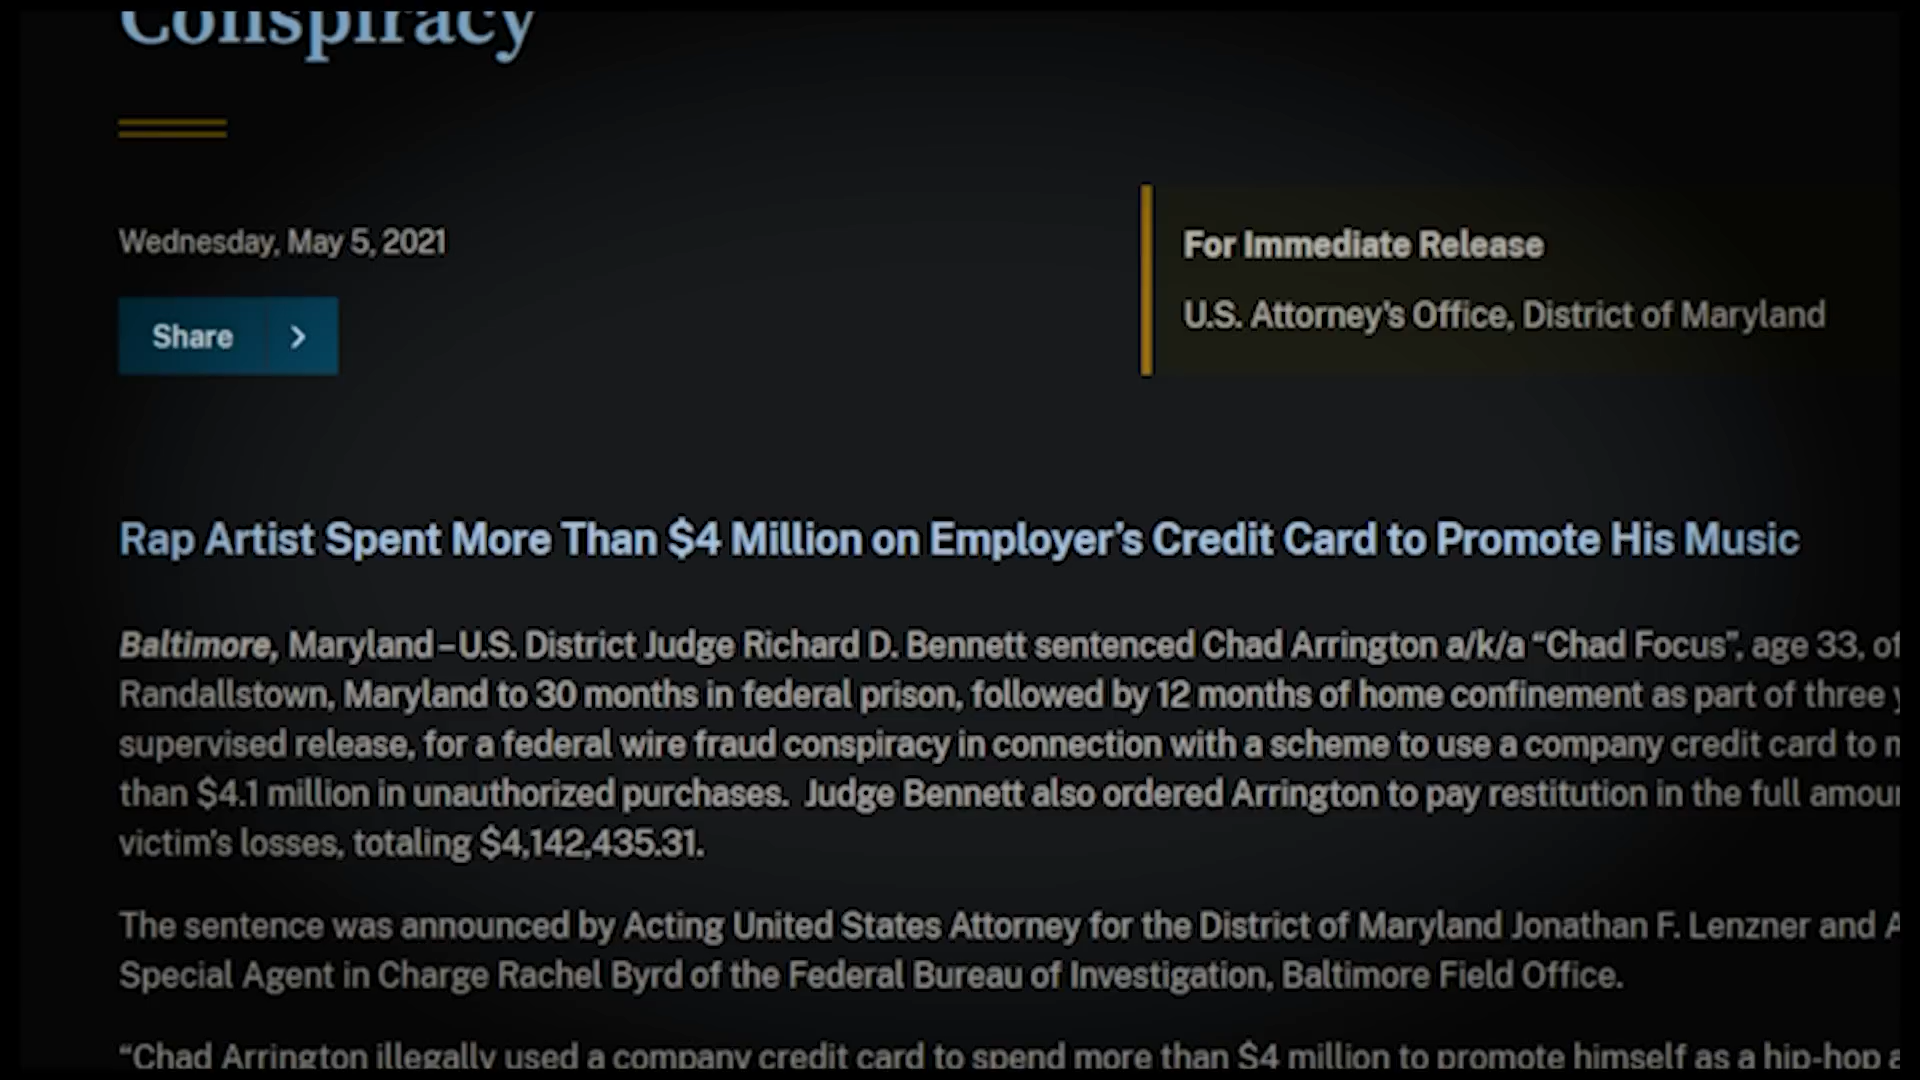 Conspiracy
Wednesday, May 5, 2021
For Immediate Release
Share
U.S. Attorney's Office, District of Maryland
Rap Artist Spent More Than $4 Million on Employer’s Credit Card to Promote His Music
Baltimore, Maryland – U.S. District Judge Richard D. Bennett sentenced Chad Arrington a/k/a “Chad Focus”, age 33, of
Randallstown, Maryland to 30 months in federal prison, followed by 12 months of home confinement as part of three
supervised release, for a federal wire fraud conspiracy in connection with a scheme to use a company credit card to
than $4.1 million in unauthorized purchases.  Judge Bennett also ordered Arrington to pay restitution in the full
victim’s losses, totaling $4,142,435.31.
The sentence was announced by Acting United States Attorney for the District of Maryland Jonathan F. Lenzner and
Special Agent in Charge Rachel Byrd of the Federal Bureau of Investigation, Baltimore Field Office.
“Chad Arrington illegally used a company credit card to spend more than $4 million to promote himself as a hip-hop